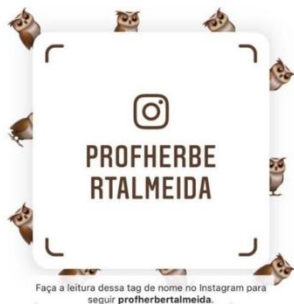 PROFHERBE
RTALMEIDA
Faça a leitura dessa tag de nome no Instagram para
seguir profherbertalmeida.